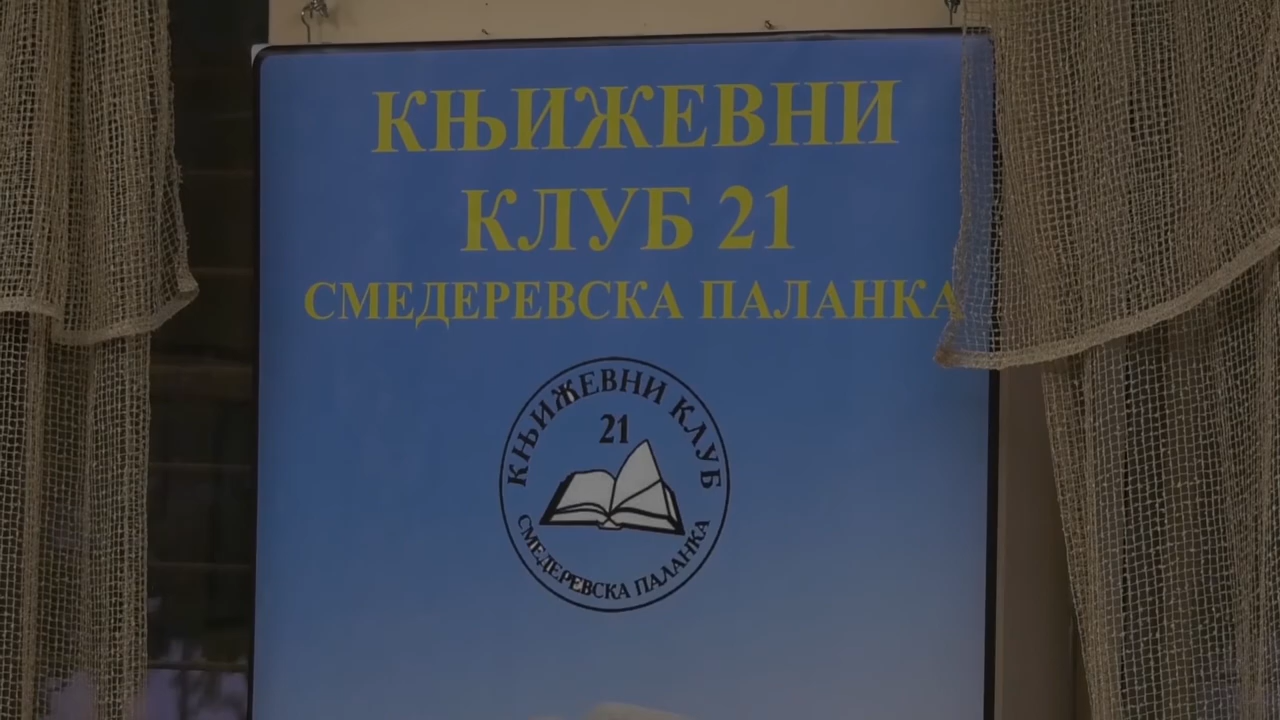 КЊИЖЕВНИ
КЛУБ 21
СМЕДЕРЕВСКА ПАЛАНКА
КЊИЖЕВНИ КЛУБ
21
СМЕДЕРЕВСКА ПАЛАНКА